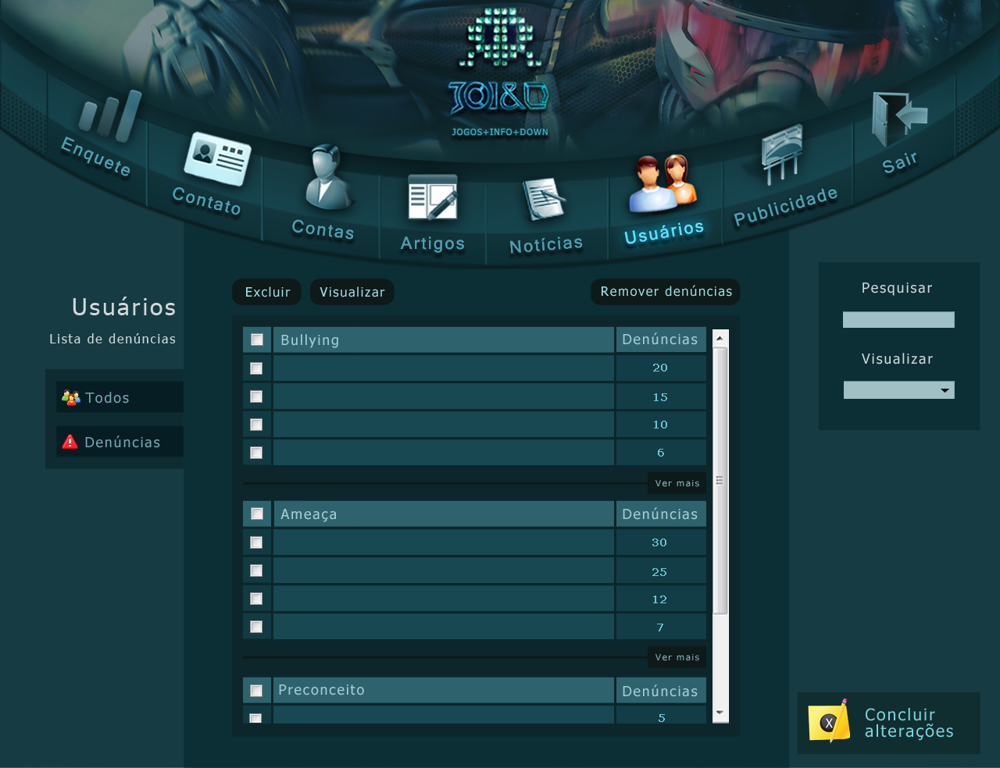 JOI&D
JOGOS+INFO+DOWN
Enquete
Contato
Contas
Artigos
Notícias
Usuários
Publicidade
Sair
Usuários
Lista de denúncias
Todos
Denúncias
Excluir
Visualizar
Remover denúncias
Bullying
Denúncias
20
15
10
6
Ver mais
Ameaça
Denúncias
30
25
12
7
Ver mais
Preconceito
Denúncias
5
Pesquisar
Visualizar
X
Concluir
alterações